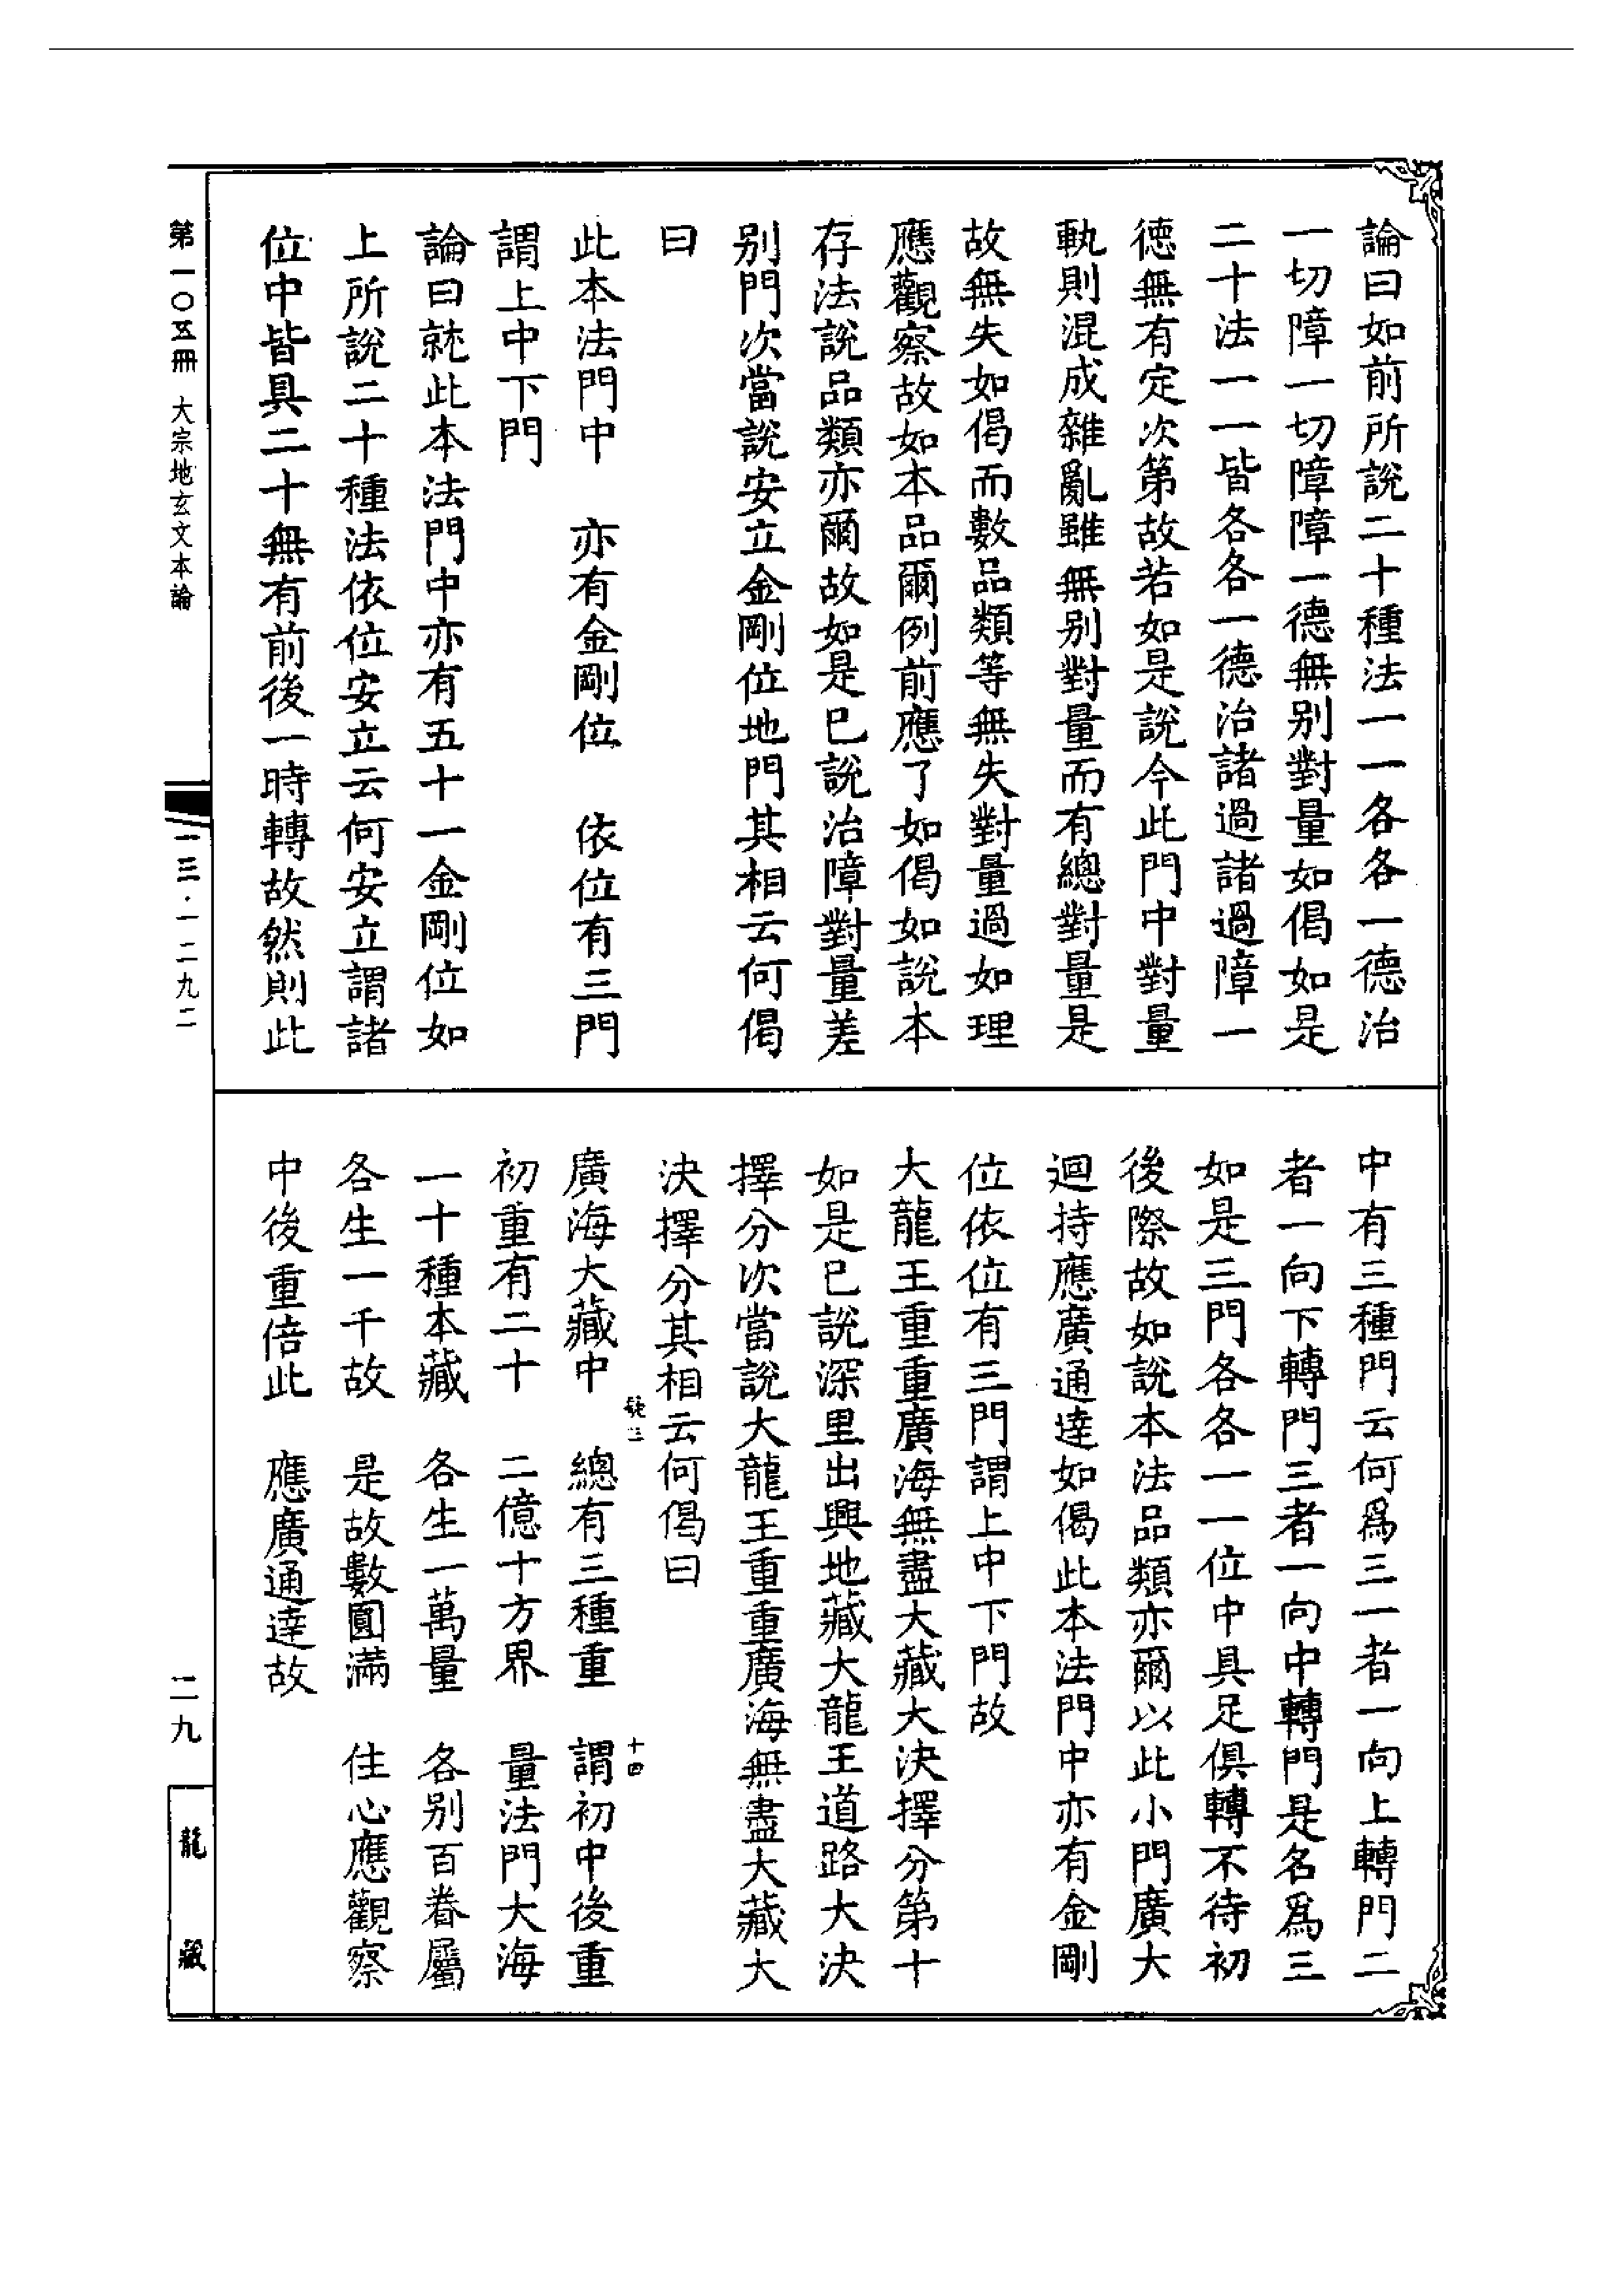 論曰如前所說二十種法一一各各一德治
一切障一切障障一德無別對量如偈如是
二十法一一皆各各一德治諸過諸過障一
德無有定次第故若如是說今此門中對量
軌則混成雜亂雖無別對量而有總對量是
故無失如偈而數品類等無失對量過如理
應觀察故如本品爾例前應了如偈如說本
存法說品類亦爾故如是已說治障對量差
別門次當說安立金剛位地門其相云何偈
曰
此本法門中　亦有金剛位　依位有三門
謂上中下門
論曰就此本法門中亦有五十一金剛位如
上所說二十種法依位安立云何安立謂諸
位中皆具二十無有前後一時轉故然則此
中有三種門云何爲三一者一向上轉門二
者一向下轉門三者一向中轉門是名爲三
如是三門各各一一位中具足俱轉不待初
後際故如說本法品類亦爾以此小門廣大
迴持應廣通達如偈此本法門中亦有金剛
位依位有三門謂上中下門故
大龍王重重廣海無盡大藏大決擇分第十
如是已說深里出興地藏大龍王道路大決
擇分次當說大龍王重重廣海無盡大藏大
決擇分其相云何偈曰
疑三　十四
廣海大藏中　總有三種重　謂初中後重
初重有二十　二億十方界　量法門大海
一十種本藏　各生一萬量　各別百眷屬
各生一千故　是故數圓滿　住心應觀察
中後重倍此　應廣通達故
第一〇五冊　大宗地玄文本論
一三·一二九二
二九
龍藏